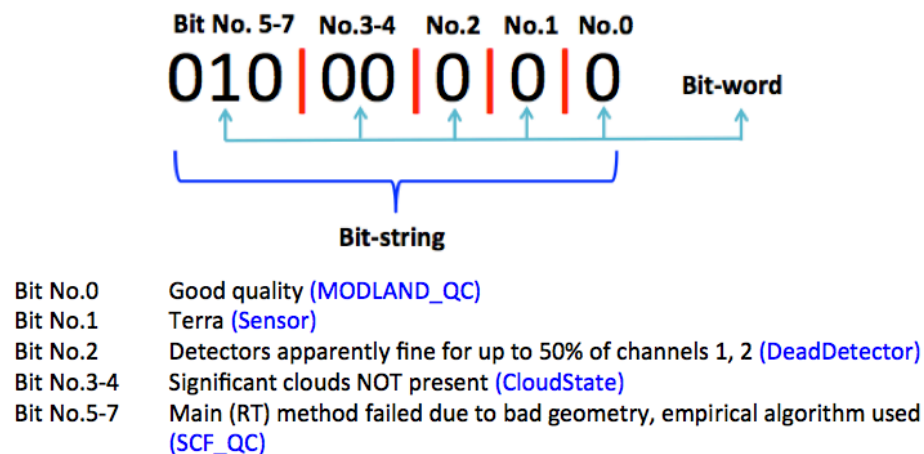 Bit No. 5-7 No.3-4 No.2 No.1 No.0
010 | 00 | 0 | 0 | 0 Bit-word
Bit-string
Bit No.0 Good quality (MODLAND_QC)
Bit No.1 Terra (Sensor)
Bit No.2 Detectors apparently fine for up to 50% of channels 1, 2 (DeadDetector)
Bit No.3-4 Significant clouds NOT present (CloudState)
Bit No.5-7 Main (RT) method failed due to bad geometry, empirical algorithm used
(SCF_QC)